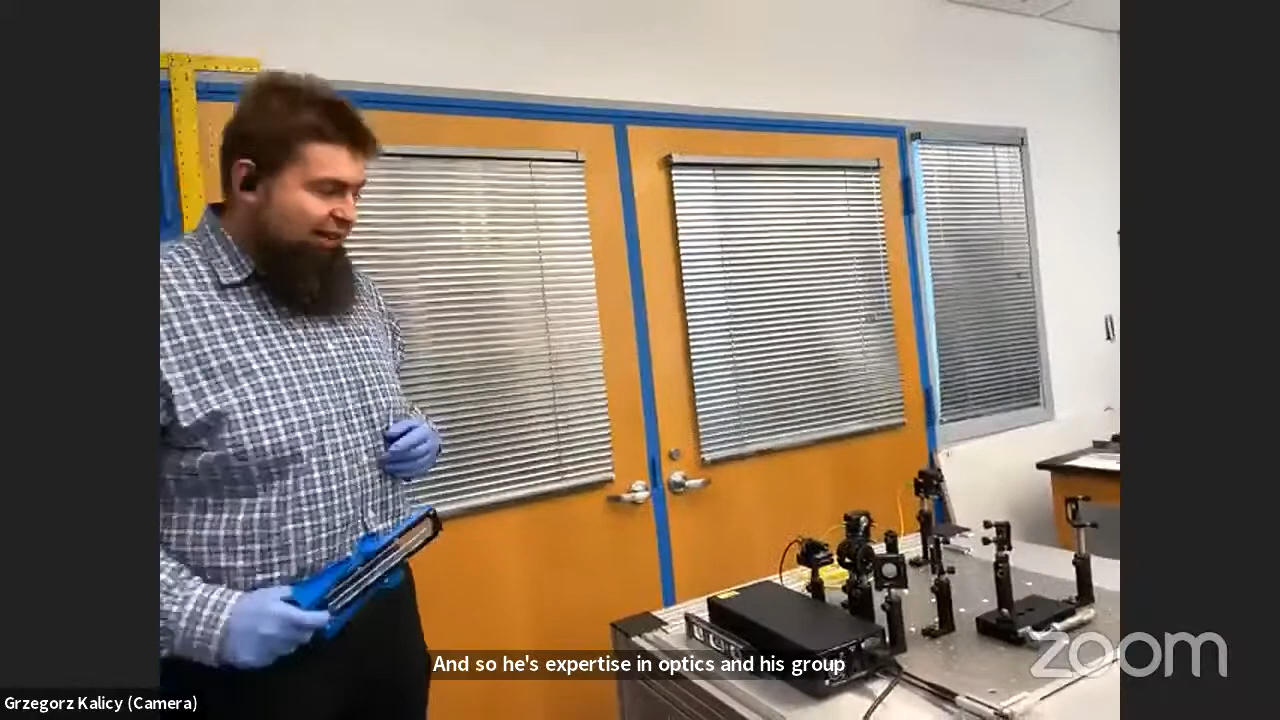 And so he's expertise in optics and his group
zoom
Grzegorz Kalicy (Camera)